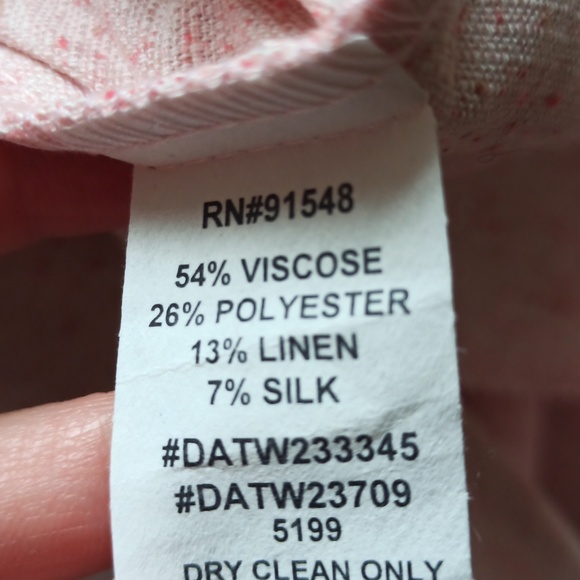 RN#91548
54% VISCOSE
26% POLYESTER
13% LINEN
7% SILK
#DATW233345
#DATW23709
5199
DRY CLEAN ONLY